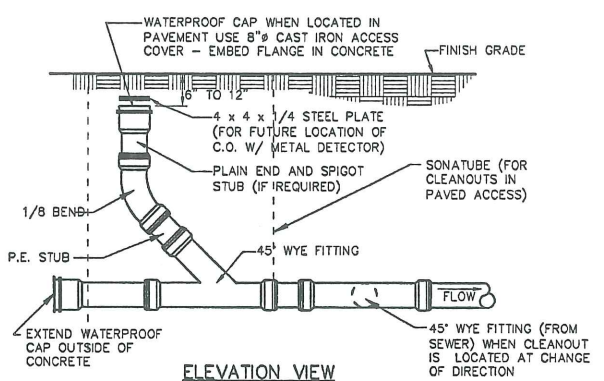 WATERPROOF CAP WHEN LOCATED IN
PAVEMENT USE 8"ø CAST IRON ACCESS
COVER - EMBED FLANGE IN CONCRETE
FINISH GRADE
6" TO 12"
4 x 4 x 1/4 STEEL PLATE
(FOR FUTURE LOCATION OF
C.O. W/ METAL DETECTOR)
PLAIN END AND SPIGOT
STUB (IF REQUIRED)
SONATUBE (FOR
CLEANOUTS IN
PAVED ACCESS)
1/8 BEND
P.E. STUB
45° WYE FITTING
FLOW
EXTEND WATERPROOF
CAP OUTSIDE OF
CONCRETE
45° WYE FITTING (FROM
SEWER) WHEN CLEANOUT
IS LOCATED AT CHANGE
OF DIRECTION
ELEVATION VIEW